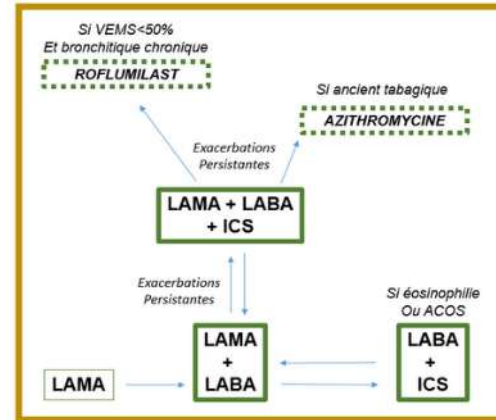 Si VEMS<50%
Et bronchitique chronique
ROFLUMILAST
Si ancient tabagique
AZITHROMYCINE
Exacerbations
Persistantes
LAMA + LABA
+ ICS
Exacerbations
Persistantes
Si éosinophilie
Ou ACOS
LAMA
LAMA
+
LABA
LABA
+
ICS